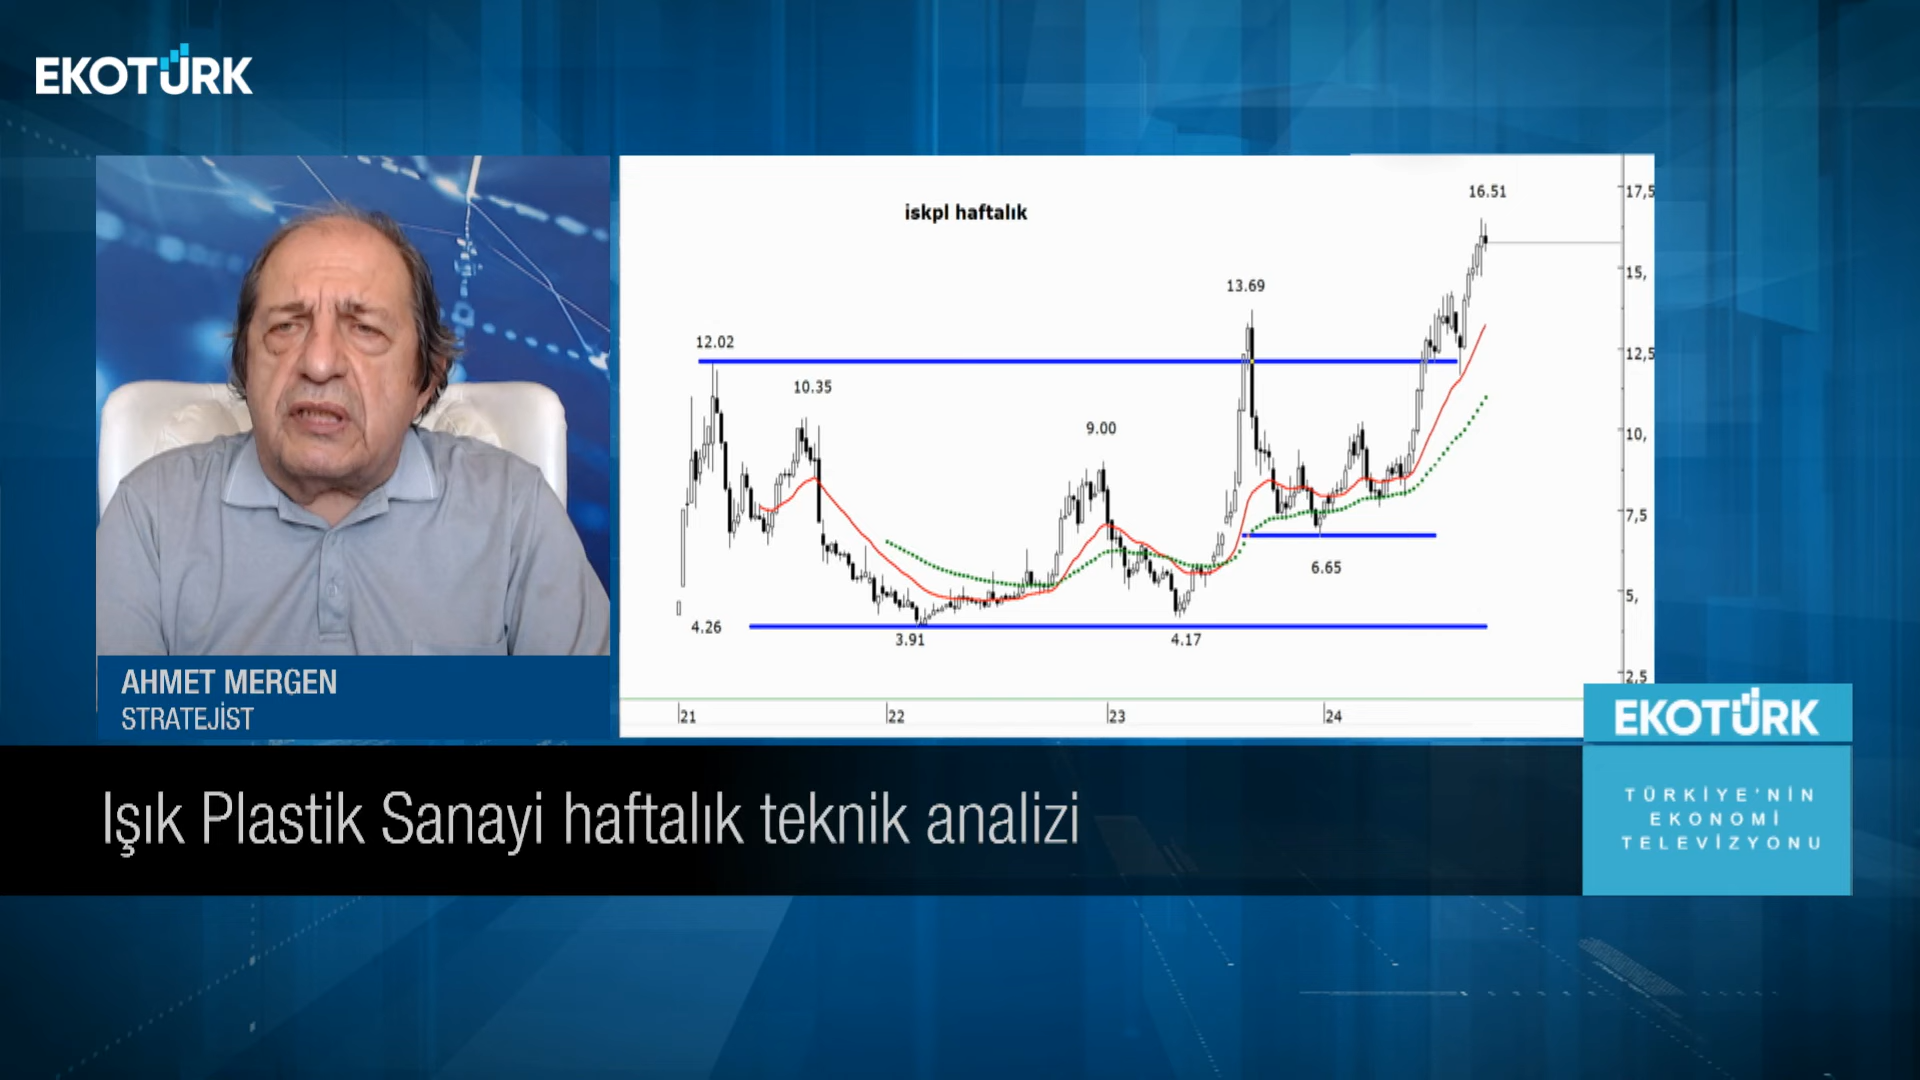 EKOTÜRK
iskpl haftalık
16.51
13.69
12.02
10.35
9.00
6.65
4.26
3.91
4.17
17,5
15,
12,5
10,
7,5
5,
2,5
21
22
23
24
AHMET MERGEN
STRATEJİST
Işık Plastik Sanayi haftalık teknik analizi
EKOTÜRK
TÜRKİYE'NİN
EKONOMİ
TELEVİZYONU